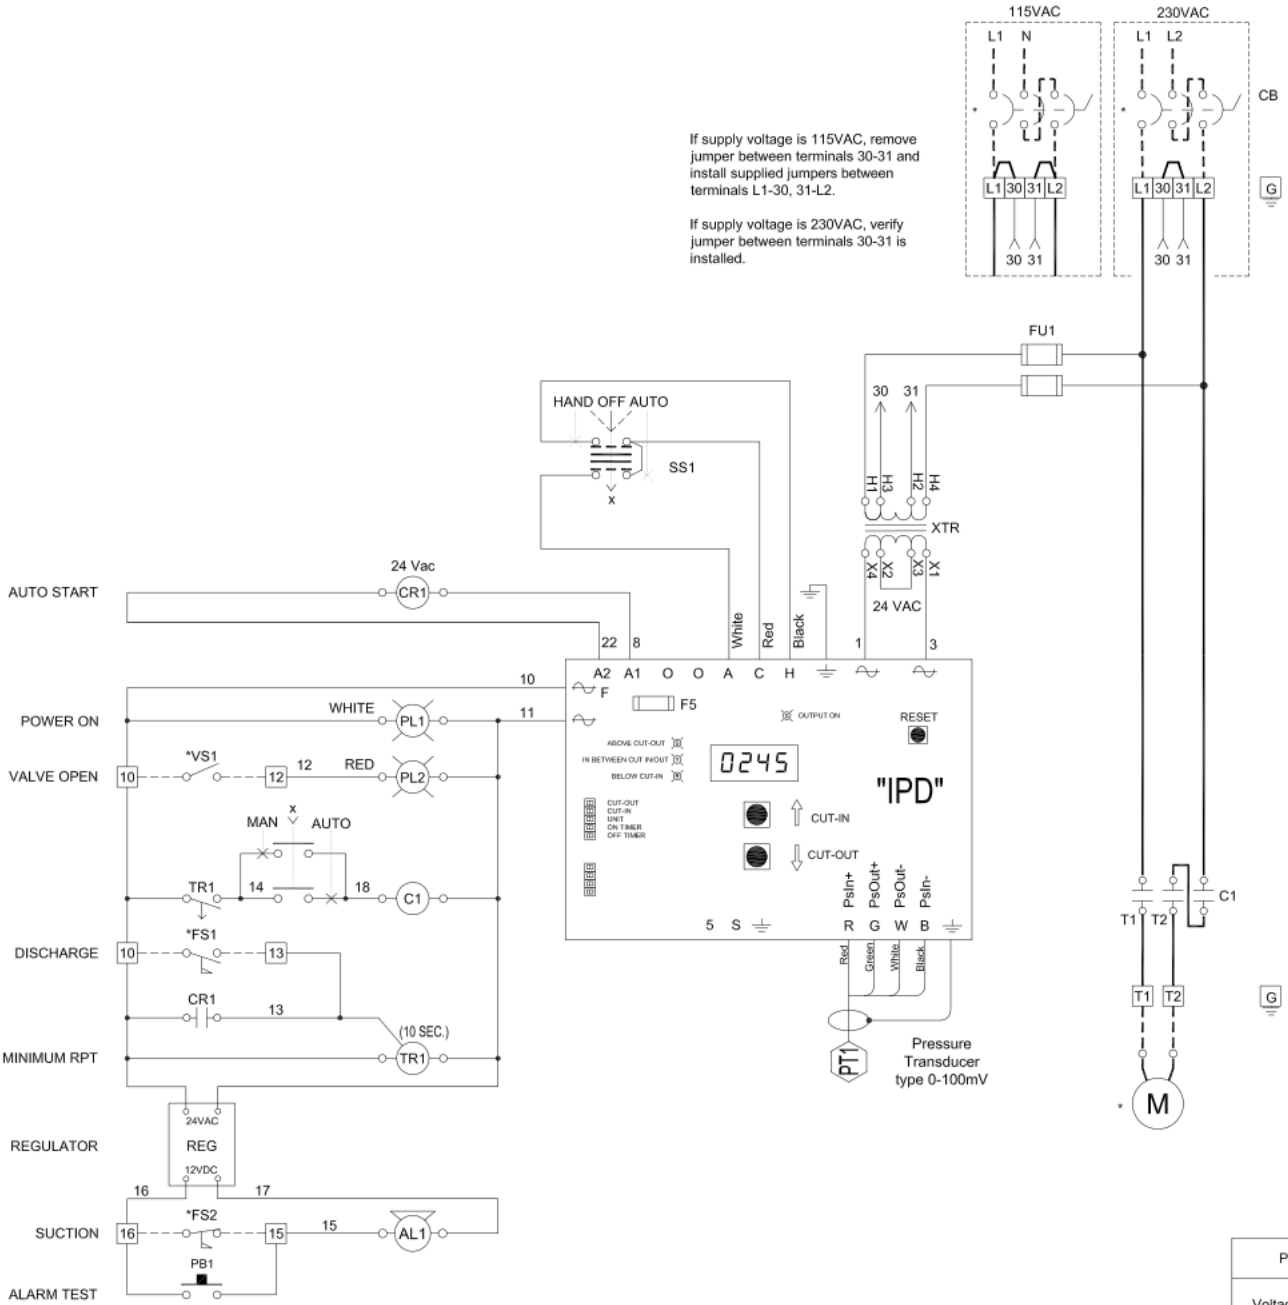 115VAC
230VAC
L1 N
L1 L2
CB
*
*
If supply voltage is 115VAC, remove
jumper between terminals 30-31 and
install supplied jumpers between
terminals L1-30, 31-L2.
L1 30 31 L2
L1 30 31 L2
G
If supply voltage is 230VAC, verify
jumper between terminals 30-31 is
installed.
30 31
30 31
FU1
HAND OFF AUTO
30 31
SS1
x
H1 H3 H2 H4
XTR
X4 X2 X3 X1
24 VAC
24 Vac
AUTO START
CR1
White
Red
Black
22 8
1
3
A2 A1 O O A C H
10
F
F5
OUTPUT ON
RESET
POWER ON
WHITE
PL1
11
ABOVE CUT-OUT
IN BETWEEN CUT IN/OUT
BELOW CUT-IN
0245
"IPD"
VALVE OPEN
10
*VS1
12
12
RED
PL2
CUT-OUT
CUT-IN
UNIT
ON TIMER
OFF TIMER
CUT-IN
CUT-OUT
x
MAN
AUTO
TR1
14
18
C1
PsIn+
PsOut+
PsOut-
PsIn-
C1
T1
T2
5 S
R G W B
DISCHARGE
10
*FS1
13
Red
Green
White
Black
CR1
13
T1
T2
G
(10 SEC.)
MINIMUM RPT
TR1
PT1
Pressure
Transducer
type 0-100mV
* M
24VAC
REGULATOR
REG
12VDC
16
17
SUCTION
16
*FS2
15
15
AL1
PB1
ALARM TEST
P
Voltag